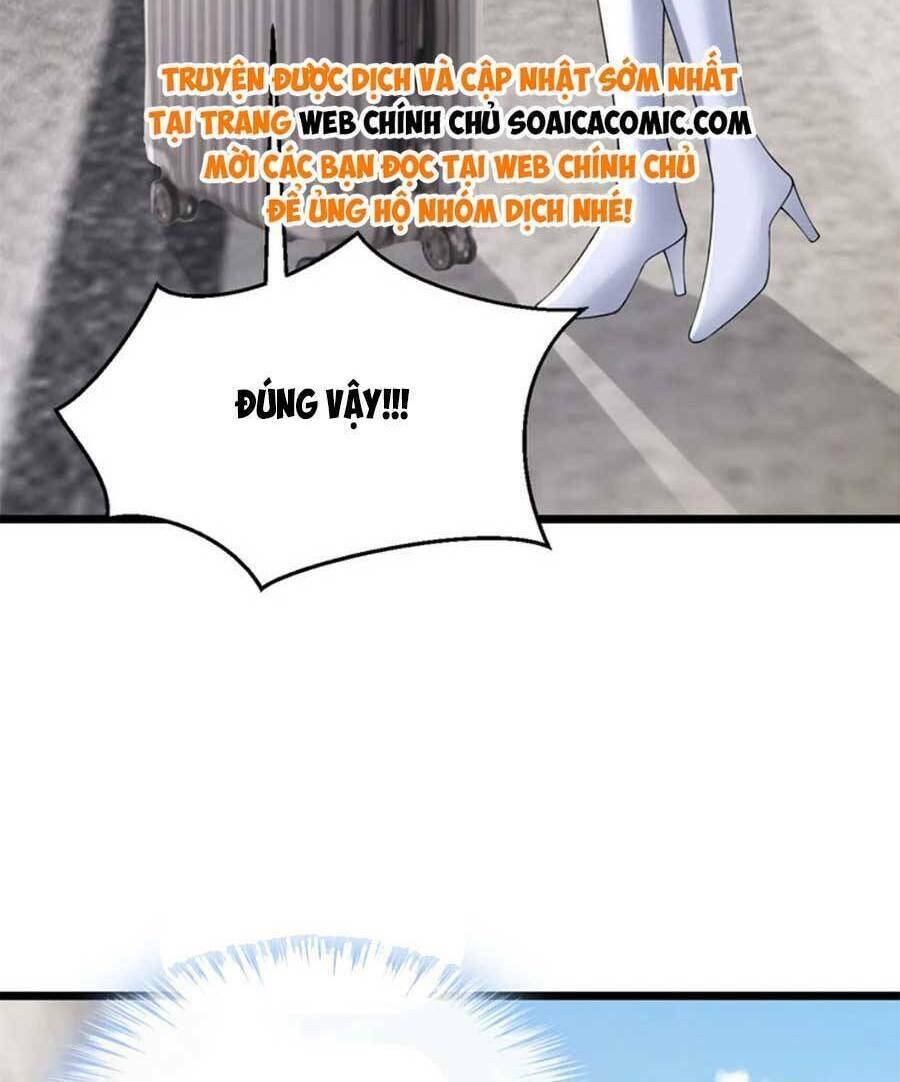 TRUYỆN ĐƯỢC DỊCH VÀ CẬP NHẬT SỚM NHẤT
TẠI TRANG WEB CHÍNH CHỦ SOAICACOMIC.COM
MỜI CÁC BẠN ĐỌC TẠI WEB CHÍNH CHỦ
ĐỂ ỦNG HỘ NHÓM DỊCH NHÉ!
ĐÚNG VẬY!!!